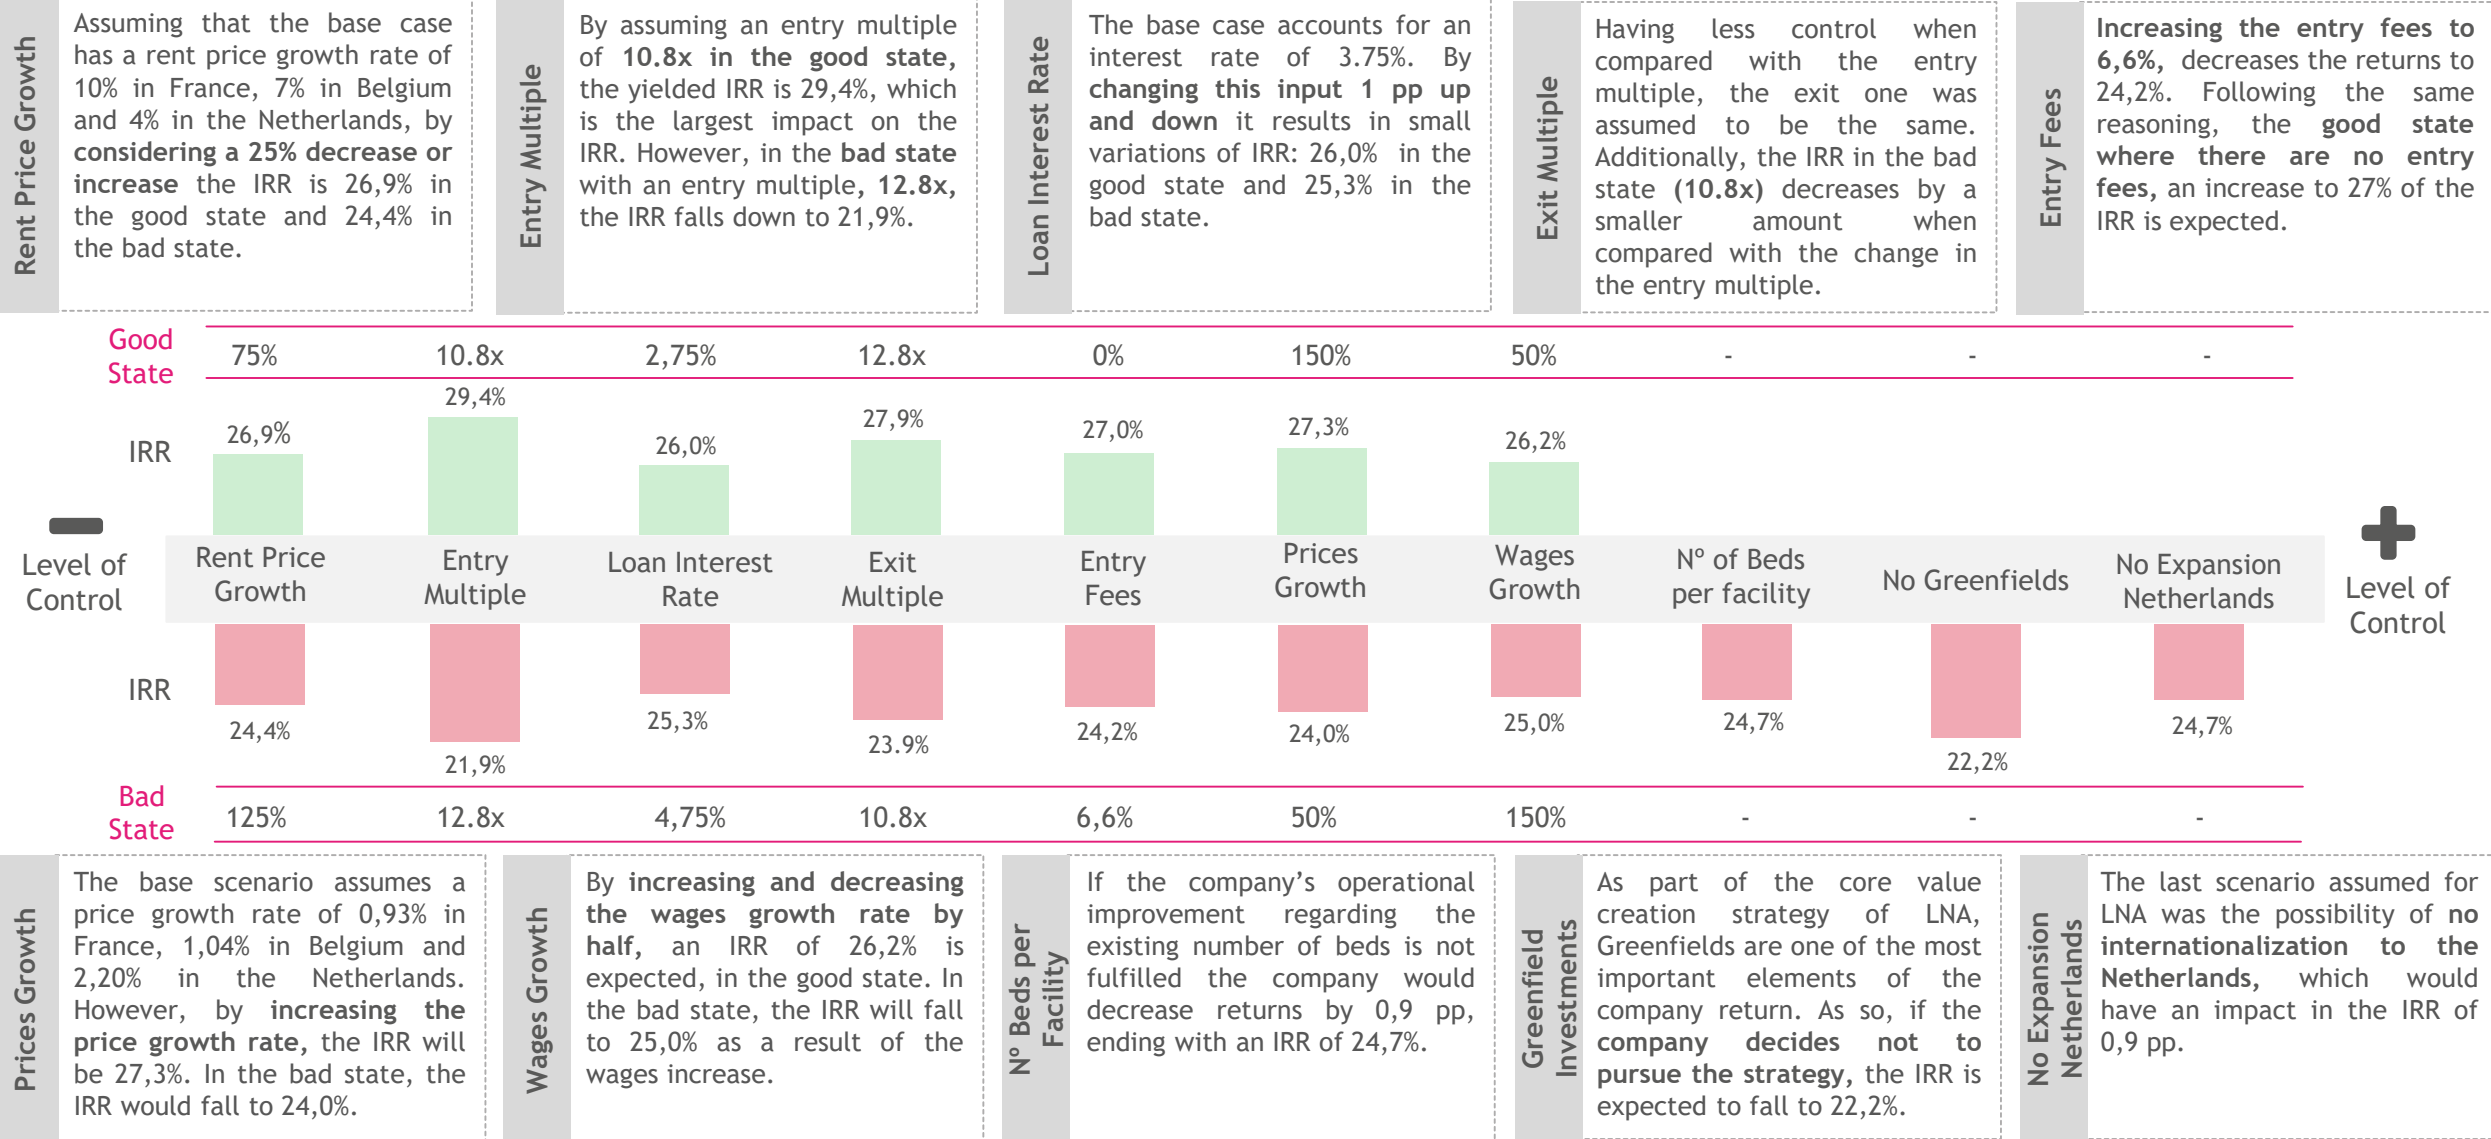 Rent Price Growth
Assuming that the base case
has a rent price growth rate of
10% in France, 7% in Belgium
and 4% in the Netherlands, by
considering a 25% decrease or
increase the IRR is 26,9% in
the good state and 24,4% in
the bad state.
Entry Multiple
By assuming an entry multiple
of 10.8x in the good state,
the yielded IRR is 29,4%, which
is the largest impact on the
IRR. However, in the bad state
with an entry multiple, 12.8x,
the IRR falls down to 21,9%.
Loan Interest Rate
The base case accounts for an
interest rate of 3.75%. By
changing this input 1 pp up
and down it results in small
variations of IRR: 26,0% in the
good state and 25,3% in the
bad state.
Exit Multiple
Having less control when
compared with the entry
multiple, the exit one was
assumed to be the same.
Additionally, the IRR in the bad
state (10.8x) decreases by a
smaller amount when
compared with the change in
the entry multiple.
Entry Fees
Increasing the entry fees to
6,6%, decreases the returns to
24,2%. Following the same
reasoning, the good state
where there are no entry
fees, an increase to 27% of the
IRR is expected.
Good
State
75% 10.8x 2,75% 12.8x 0% 150% 50% - - -
IRR
26,9% 29,4% 26,0% 27,9% 27,0% 27,3% 26,2%
Level of
Control
Rent Price
Growth
Entry
Multiple
Loan Interest
Rate
Exit
Multiple
Entry
Fees
Prices
Growth
Wages
Growth
Nº of Beds
per facility
No Greenfields
No Expansion
Netherlands
Level of
Control
IRR
24,4% 21,9% 25,3% 23.9% 24,2% 24,0% 25,0% 24,7% 22,2% 24,7%
Bad
State
125% 12.8x 4,75% 10.8x 6,6% 50% 150% - - -
Prices Growth
The base scenario assumes a
price growth rate of 0,93% in
France, 1,04% in Belgium and
2,20% in the Netherlands.
However, by increasing the
price growth rate, the IRR will
be 27,3%. In the bad state, the
IRR would fall to 24,0%.
Wages Growth
By increasing and decreasing
the wages growth rate by
half, an IRR of 26,2% is
expected, in the good state. In
the bad state, the IRR will fall
to 25,0% as a result of the
wages increase.
Nº Beds per
Facility
If the company’s operational
improvement regarding the
existing number of beds is not
fulfilled the company would
decrease returns by 0,9 pp,
ending with an IRR of 24,7%.
Greenfield
Investments
As part of the core value
creation strategy of LNA,
Greenfields are one of the most
important elements of the
company return. As so, if the
company decides not to
pursue the strategy, the IRR is
expected to fall to 22,2%.
No Expansion
Netherlands
The last scenario assumed for
LNA was the possibility of no
internationalization to the
Netherlands, which would
have an impact in the IRR of
0,9 pp.